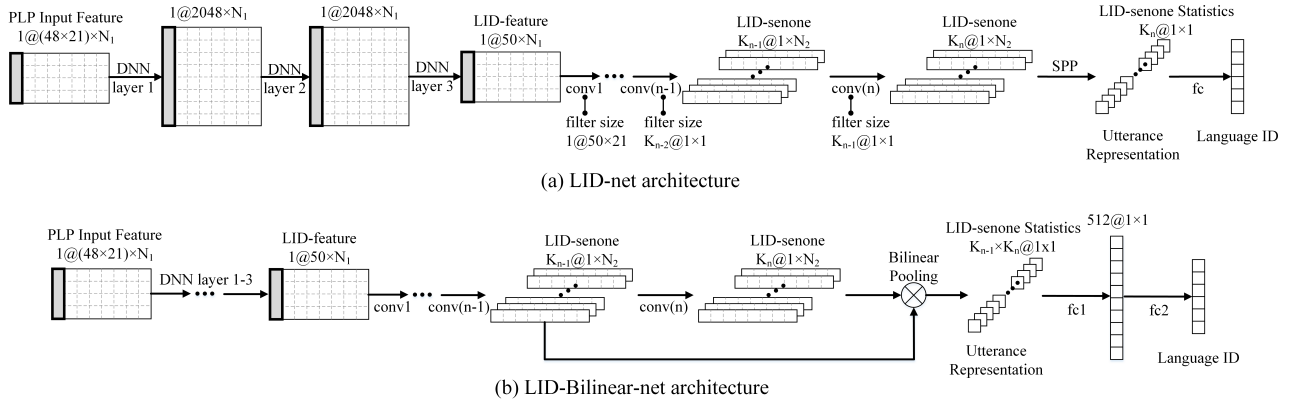 PLP Input Feature
1@(48×21)×N₁
1@2048×N₁
1@2048×N₁
LID-feature
1@50×N₁
LID-senone
Kₙ₋₁@1×N₂
LID-senone
Kₙ@1×N₂
LID-senone Statistics
Kₙ@1×1
DNN
layer 1
DNN
layer 2
DNN
layer 3
conv1
conv(n-1)
conv(n)
SPP
fc
filter size
1@50×21
filter size
Kₙ₋₂@1×1
filter size
Kₙ₋₁@1×1
Utterance
Representation
Language ID
(a) LID-net architecture
PLP Input Feature
1@(48×21)×N₁
LID-feature
1@50×N₁
LID-senone
Kₙ₋₁@1×N₂
LID-senone
Kₙ@1×N₂
Bilinear
Pooling
LID-senone Statistics
Kₙ₋₁×Kₙ@1x1
512@1×1
DNN layer 1-3
conv1
conv(n-1)
conv(n)
fc1
fc2
Utterance
Representation
Language ID
(b) LID-Bilinear-net architecture